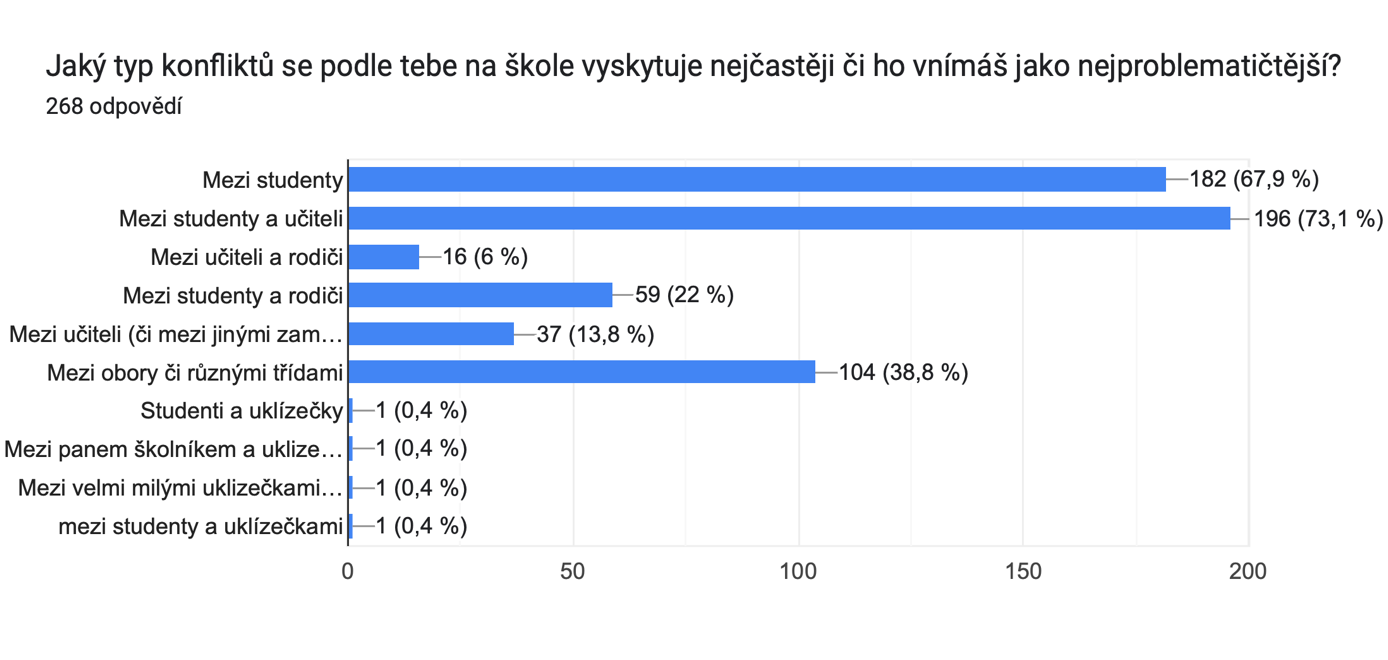 Jaký typ konfliktů se podle tebe na škole vyskytuje nejčastěji či ho vnímáš jako nejproblematičtější?
268 odpovědí
Mezi studenty 182 (67,9 %)
Mezi studenty a učiteli 196 (73,1 %)
Mezi učiteli a rodiči 16 (6 %)
Mezi studenty a rodiči 59 (22 %)
Mezi učiteli (či mezi jinými zam… 37 (13,8 %)
Mezi obory či různými třídami 104 (38,8 %)
Studenti a uklízečky 1 (0,4 %)
Mezi panem školníkem a uklize… 1 (0,4 %)
Mezi velmi milými uklizečkami… 1 (0,4 %)
mezi studenty a uklízečkami 1 (0,4 %)
0 50 100 150 200